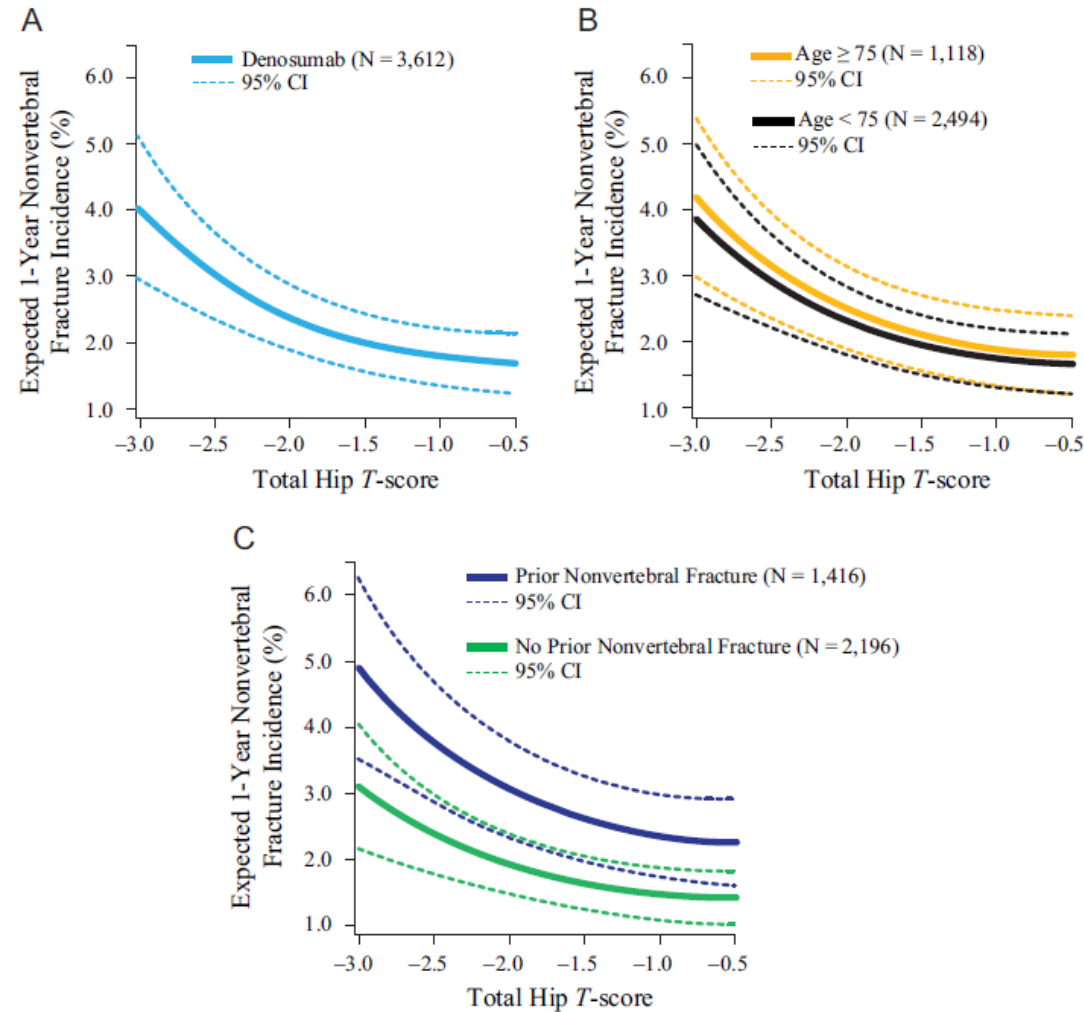 A
Denosumab (N = 3,612)
95% CI
Expected 1-Year Nonvertebral
Fracture Incidence (%)
6.0
5.0
4.0
3.0
2.0
1.0
–3.0 –2.5 –2.0 –1.5 –1.0 –0.5
Total Hip T-score
B
Age ≥ 75 (N = 1,118)
95% CI
Age < 75 (N = 2,494)
95% CI
Expected 1-Year Nonvertebral
Fracture Incidence (%)
6.0
5.0
4.0
3.0
2.0
1.0
–3.0 –2.5 –2.0 –1.5 –1.0 –0.5
Total Hip T-score
C
Prior Nonvertebral Fracture (N = 1,416)
95% CI
No Prior Nonvertebral Fracture (N = 2,196)
95% CI
Expected 1-Year Nonvertebral
Fracture Incidence (%)
6.0
5.0
4.0
3.0
2.0
1.0
–3.0 –2.5 –2.0 –1.5 –1.0 –0.5
Total Hip T-score